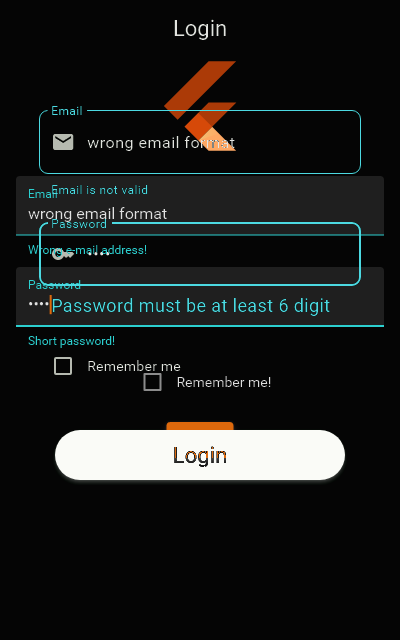 Login
Email
wrong email format
Email is not valid
Email
wrong email format
Password
Wrong e-mail address!
Password
Password must be at least 6 digit
Short password!
Remember me
Remember me!
Login